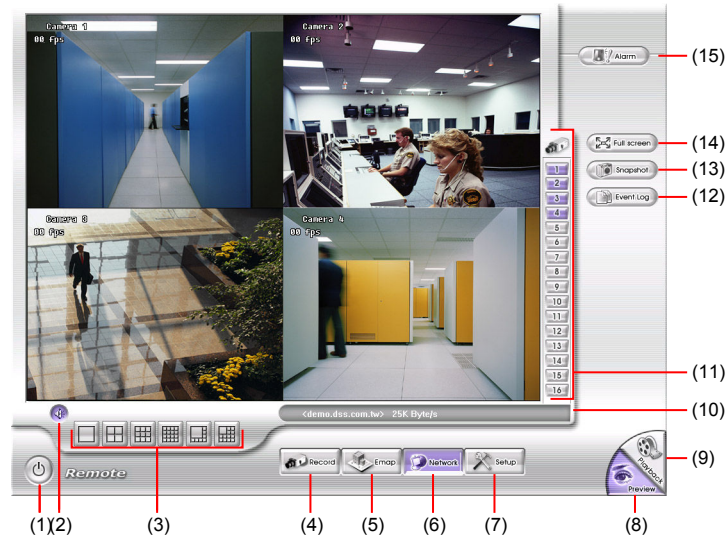 Camera 1
00 fps
Camera 2
00 fps
Camera 3
00 fps
Camera 4
00 fps
Alarm
(15)
Full screen
(14)
Snapshot
(13)
Event Log
(12)
1
2
3
4
5
6
7
8
9
10
11
12
13
14
15
16
(11)
<demo.dss.com.tw> 25K Byte/s
(10)
Remote
Record
Emap
Network
Setup
Playback
Preview
(9)
(1)
(2)
(3)
(4)
(5)
(6)
(7)
(8)